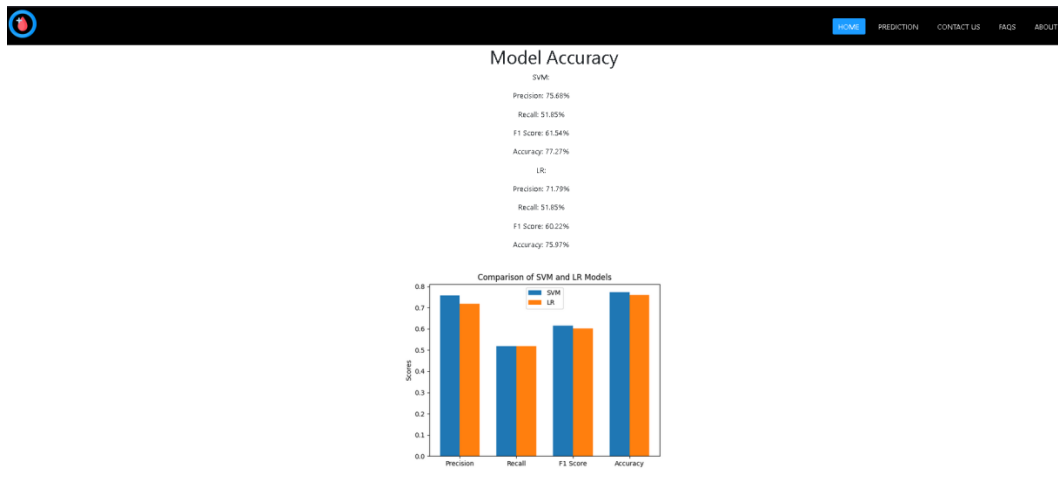 HOME PREDICTION CONTACT US FAQS ABOUT
Model Accuracy
SVM:
Precision: 75.68%
Recall: 51.85%
F1 Score: 61.54%
Accuracy: 77.27%
LR:
Precision: 71.79%
Recall: 51.85%
F1 Score: 60.22%
Accuracy: 75.97%
Comparison of SVM and LR Models
SVM
LR
Scores
0.8
0.7
0.6
0.5
0.4
0.3
0.2
0.1
0.0
Precision Recall F1 Score Accuracy